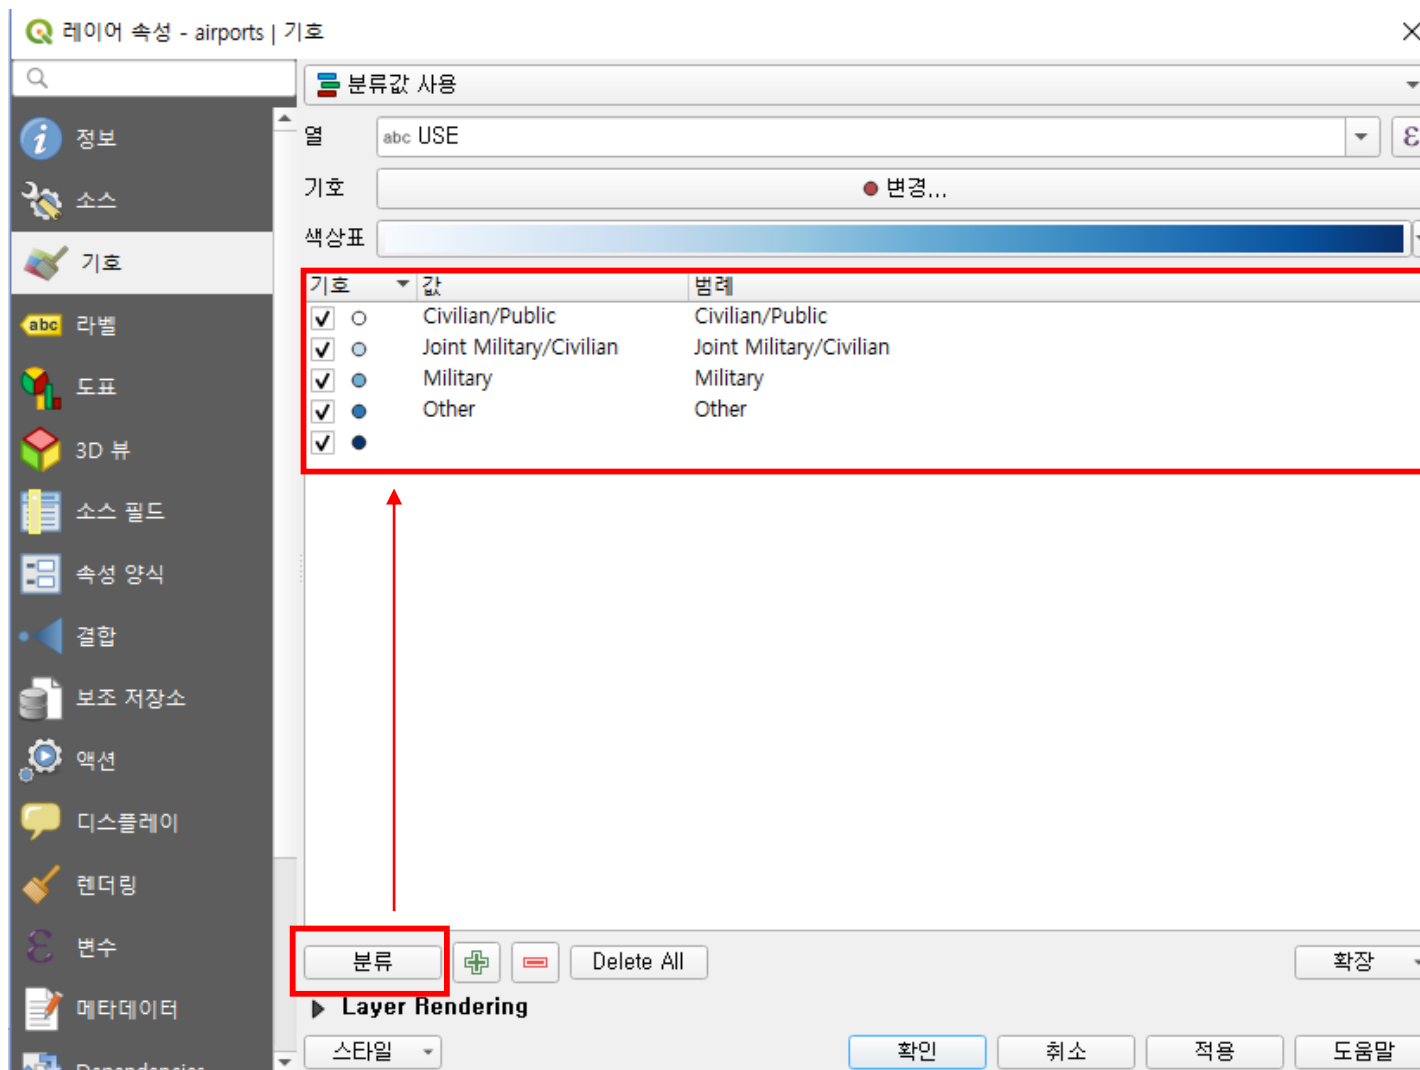 레이어 속성 - airports | 기호
분류값 사용
정보
열
abc USE
ε
소스
기호
변경...
기호
색상표
기호 값 범례
Civilian/Public Civilian/Public
abc 라벨
Joint Military/Civilian Joint Military/Civilian
도표
Military Military
Other Other
3D 뷰
소스 필드
속성 양식
결합
보조 저장소
액션
디스플레이
렌더링
ε 변수
분류
Delete All
확장
메타데이터
Layer Rendering
Dependencies
스타일
확인
취소
적용
도움말